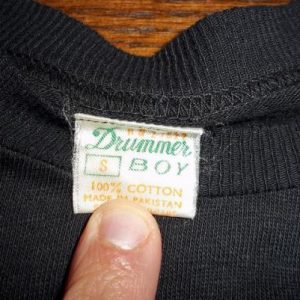 Drummer
S BOY
100% COTTON
MADE IN PAKISTAN